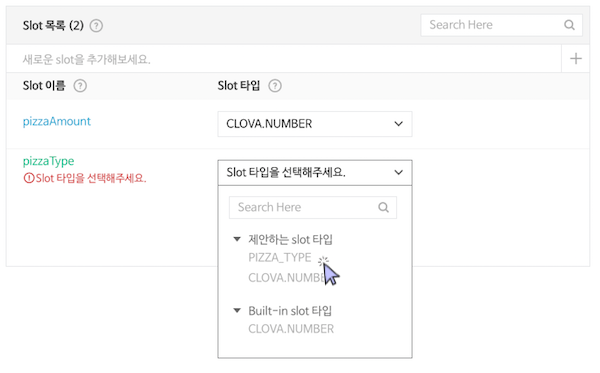 Slot 목록 (2) ?
Search Here
새로운 slot을 추가해보세요.
Slot 이름 ? Slot 타입 ?
pizzaAmount CLOVA.NUMBER
pizzaType
Slot 타입을 선택해주세요. Slot 타입을 선택해주세요.
Search Here
제안하는 slot 타입
PIZZA_TYPE
CLOVA.NUMBER
Built-in slot 타입
CLOVA.NUMBER